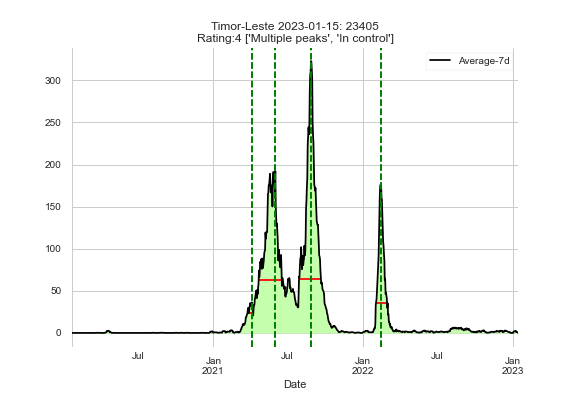 Timor-Leste 2023-01-15: 23405
Rating:4 ['Multiple peaks', 'In control']
Average-7d
300
250
200
150
100
50
0
Jul
Jan
2021
Jul
Jan
2022
Jul
Jan
2023
Date